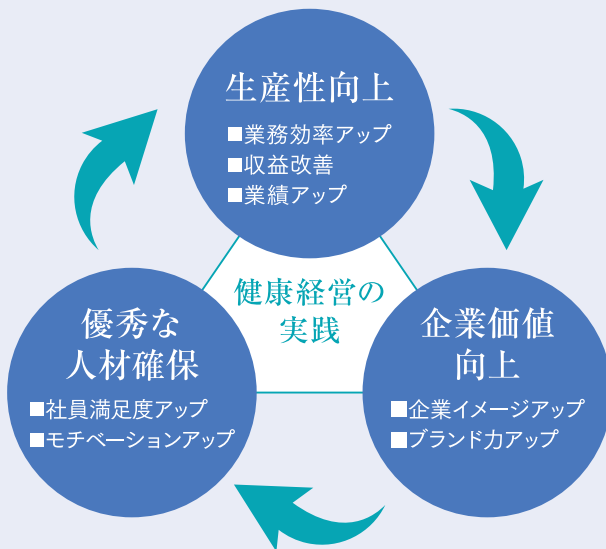 生産性向上
■業務効率アップ
■収益改善
■業績アップ
健康経営の
実践
優秀な
人材確保
■社員満足度アップ
■モチベーションアップ
企業価値
向上
■企業イメージアップ
■ブランド力アップ